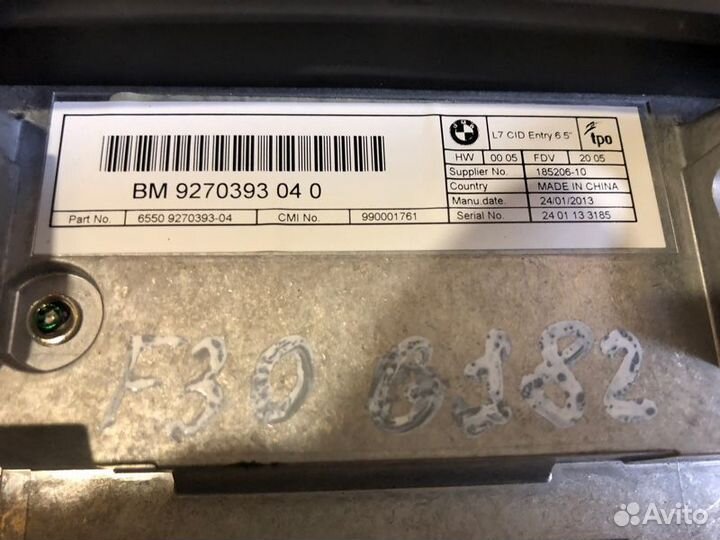 BM 9270393 04 0
Part No. 6550 9270393-04 CMI No. 990001761
BMW L7 CID Entry 6 5" tpo
HW 00 05 FDV 20 05
Supplier No. 185206-10
Country MADE IN CHINA
Manu.date. 24/01/2013
Serial No. 24 01 13 3185
F30 G182
Avito